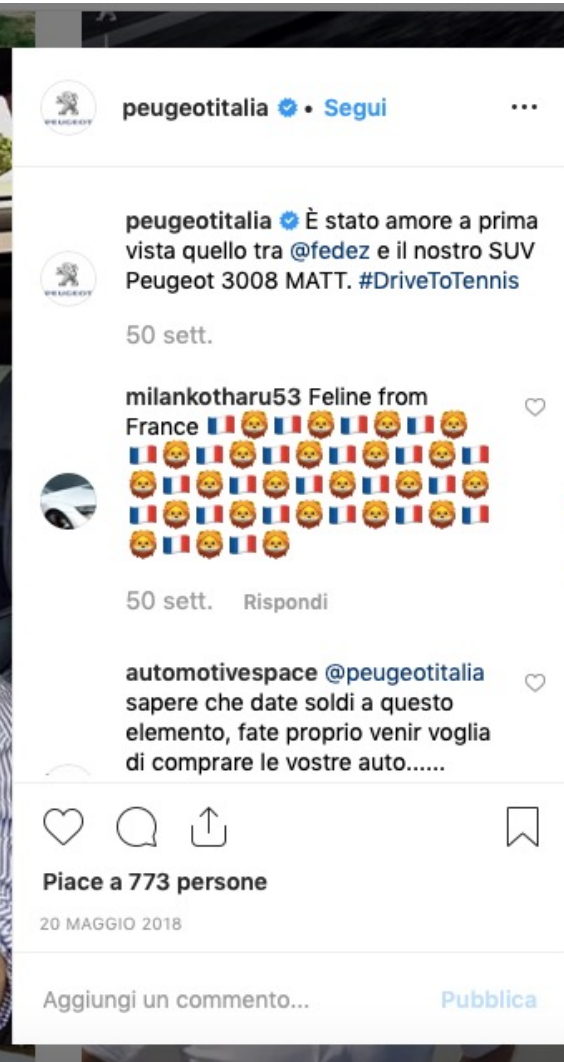 PEUGEOT
peugeotitalia • Segui
peugeotitalia È stato amore a prima
vista quello tra @fedez e il nostro SUV
PEUGEOT
Peugeot 3008 MATT. #DriveToTennis
50 sett.
milankotharu53 Feline from
France 🇫🇷🦁🇫🇷🦁🇫🇷🦁🇫🇷🦁
🇫🇷🦁🇫🇷🦁🇫🇷🦁🇫🇷🦁🇫🇷🦁🇫🇷
🦁🇫🇷🦁🇫🇷🦁🇫🇷🦁🇫🇷🦁🇫🇷🦁
🇫🇷🦁🇫🇷🦁🇫🇷🦁🇫🇷🦁🇫🇷🦁🇫🇷
🦁🇫🇷🦁🇫🇷🦁
50 sett. Rispondi
automotivespace @peugeotitalia
sapere che date soldi a questo
elemento, fate proprio venir voglia
di comprare le vostre auto......
Piace a 773 persone
20 MAGGIO 2018
Aggiungi un commento... Pubblica